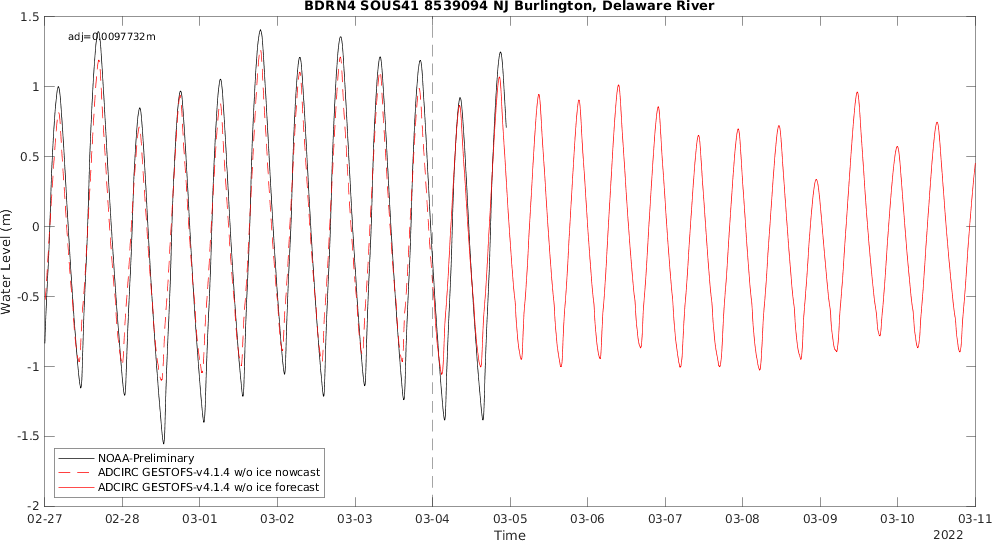 BDRN4 SOUS41 8539094 NJ Burlington, Delaware River
adj=0.0097732m
1.5
1
0.5
0
-0.5
-1
-1.5
-2
Water Level (m)
NOAA-Preliminary
ADCIRC GESTOFS-v4.1.4 w/o ice nowcast
ADCIRC GESTOFS-v4.1.4 w/o ice forecast
02-27 02-28 03-01 03-02 03-03 03-04 03-05 03-06 03-07 03-08 03-09 03-10 03-11
Time
2022